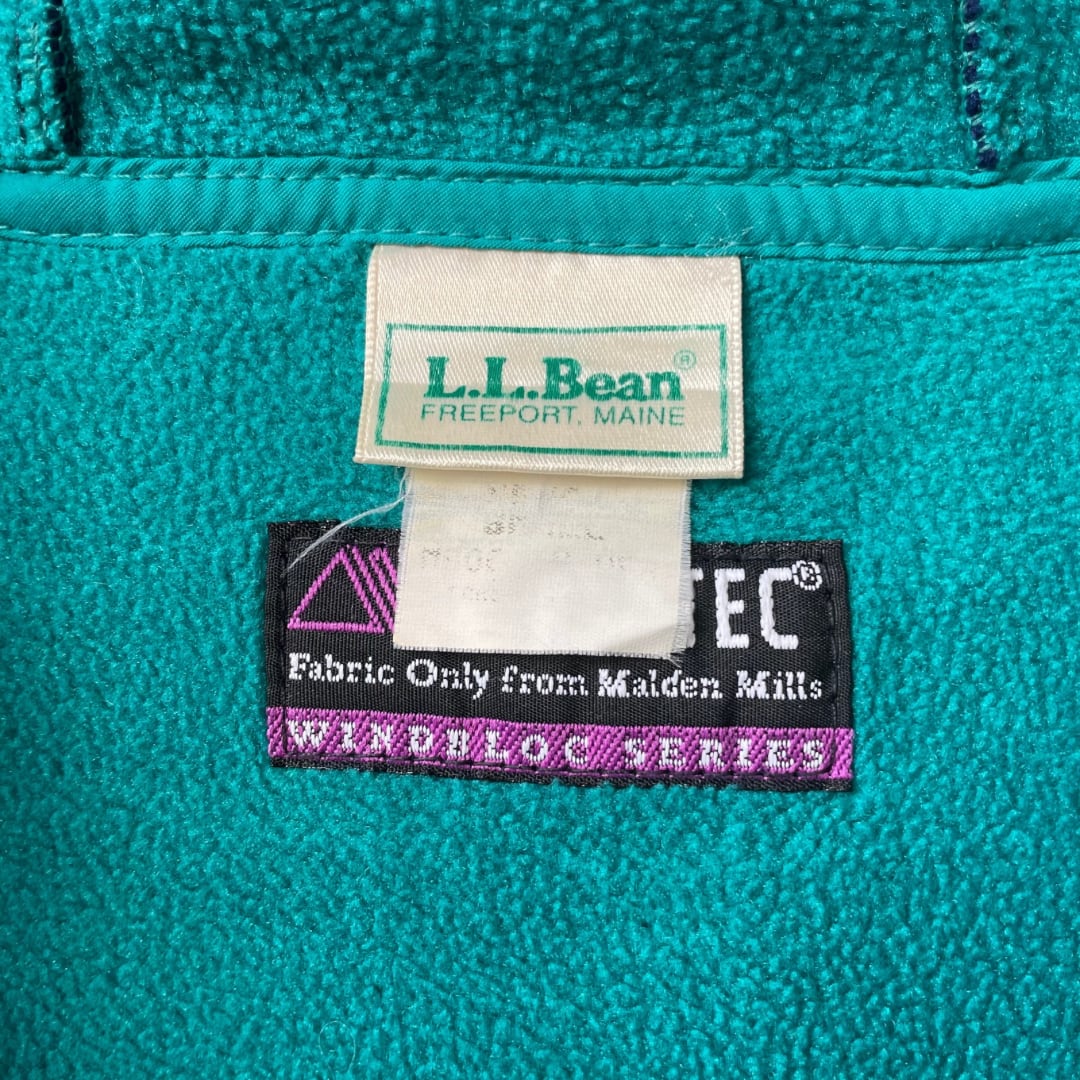 L.L.Bean®
FREEPORT, MAINE
TEC®
Fabric Only from Malden Mills
WINDBLOC SERIES